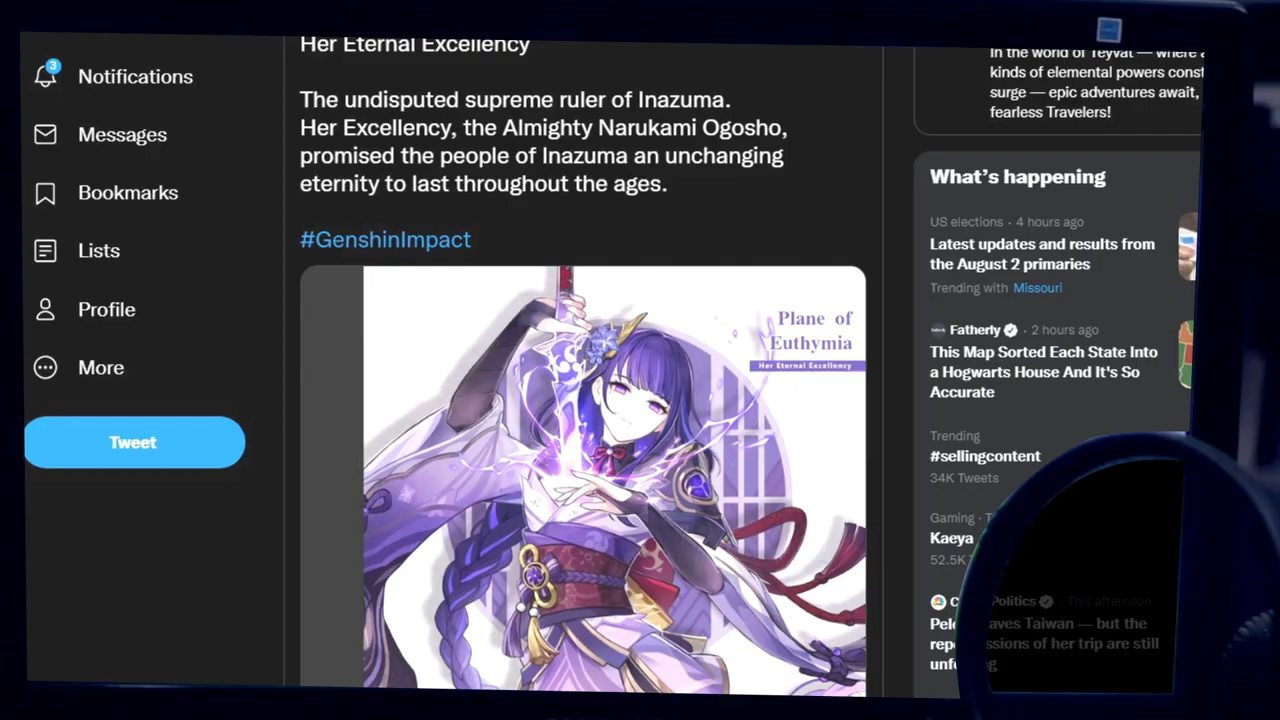 3
Notifications
Messages
Bookmarks
Lists
Profile
More
Tweet
Her Eternal Excellency
The undisputed supreme ruler of Inazuma.
Her Excellency, the Almighty Narukami Ogosho,
promised the people of Inazuma an unchanging
eternity to last throughout the ages.
#GenshinImpact
Plane of
Euthymia
Her Eternal Excellency
In the world of Teyvat — where
kinds of elemental powers
surge — epic adventures await,
fearless Travelers!
What's happening
US elections · 4 hours ago
Latest updates and results from
the August 2 primaries
Trending with Missouri
Fatherly · 2 hours ago
This Map Sorted Each State Into
a Hogwarts House And It's So
Accurate
Trending
#sellingcontent
34K Tweets
Gaming ·
Kaeya
52.5K
Politics · This afternoon
Taiwan — but the
of her trip are still